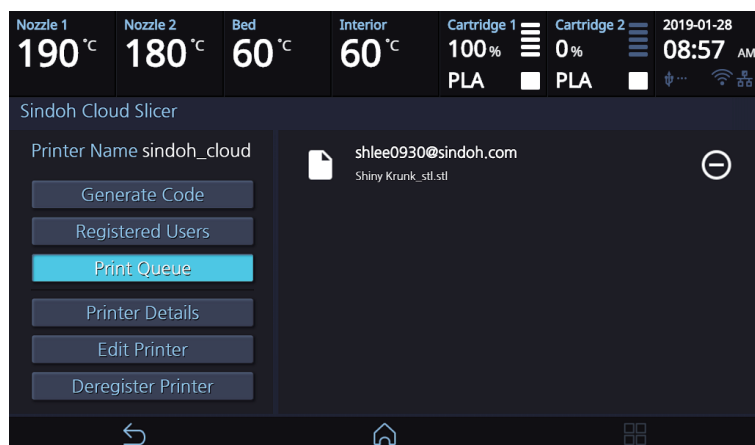 Nozzle 1
190 °C
Nozzle 2
180 °C
Bed
60 °C
Interior
60 °C
Cartridge 1
100 %
PLA
Cartridge 2
0 %
PLA
2019-01-28
08:57 AM
Sindoh Cloud Slicer
Printer Name sindoh_cloud
Generate Code
Registered Users
Print Queue
Printer Details
Edit Printer
Deregister Printer
shlee0930@sindoh.com
Shiny Krunk_stl.stl